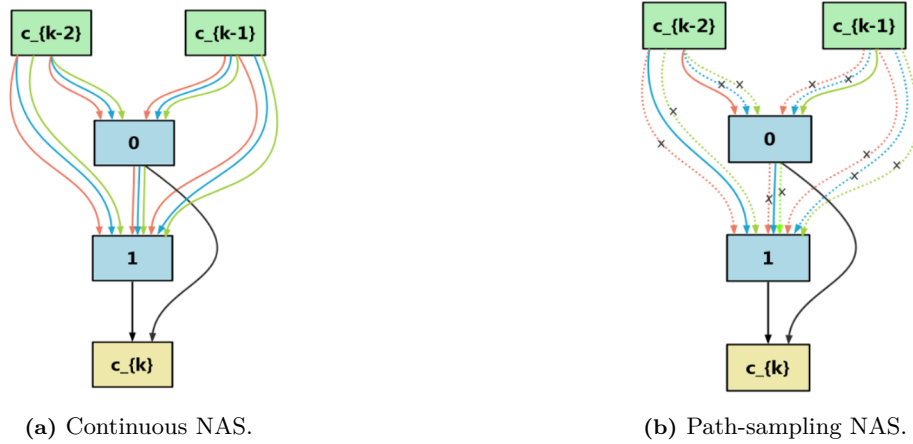 c_{k-2} c_{k-1} c_{k-2} c_{k-1}
0 0
1 1
c_{k} c_{k}
(a) Continuous NAS. (b) Path-sampling NAS.